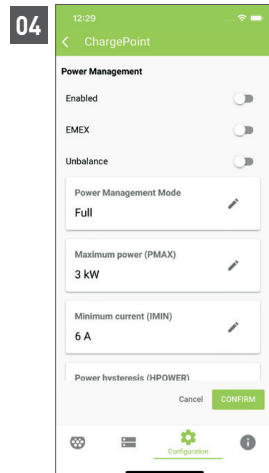 04
12:29
ChargePoint
Power Management
Enabled
EMEX
Unbalance
Power Management Mode
Full
Maximum power (PMAX)
3 kW
Minimum current (IMIN)
6 A
Power hysteresis (HPOWER)
Cancel CONFIRM
Configuration